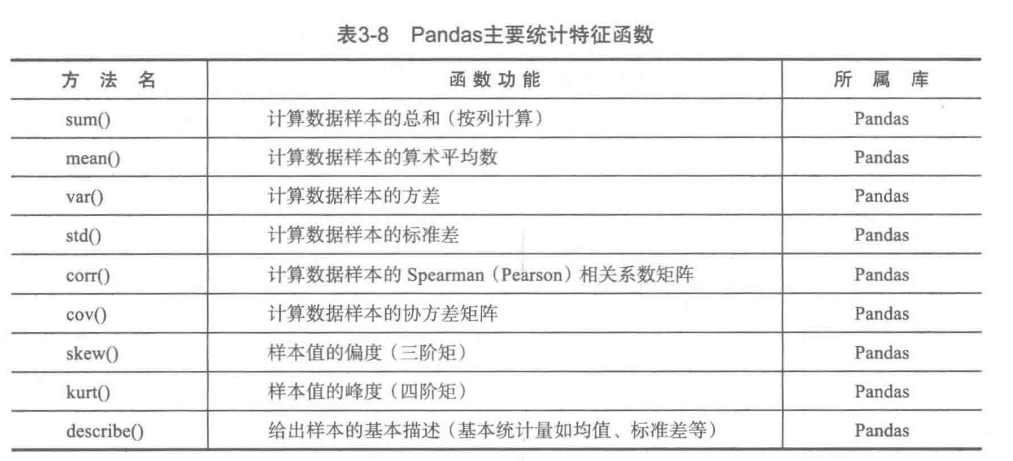 表3-8 Pandas主要统计特征函数
方 法 名 函 数 功 能 所 属 库
sum() 计算数据样本的总和（按列计算） Pandas
mean() 计算数据样本的算术平均数 Pandas
var() 计算数据样本的方差 Pandas
std() 计算数据样本的标准差 Pandas
corr() 计算数据样本的 Spearman（Pearson）相关系数矩阵 Pandas
cov() 计算数据样本的协方差矩阵 Pandas
skew() 样本值的偏度（三阶矩） Pandas
kurt() 样本值的峰度（四阶矩） Pandas
describe() 给出样本的基本描述（基本统计量如均值、标准差等） Pandas